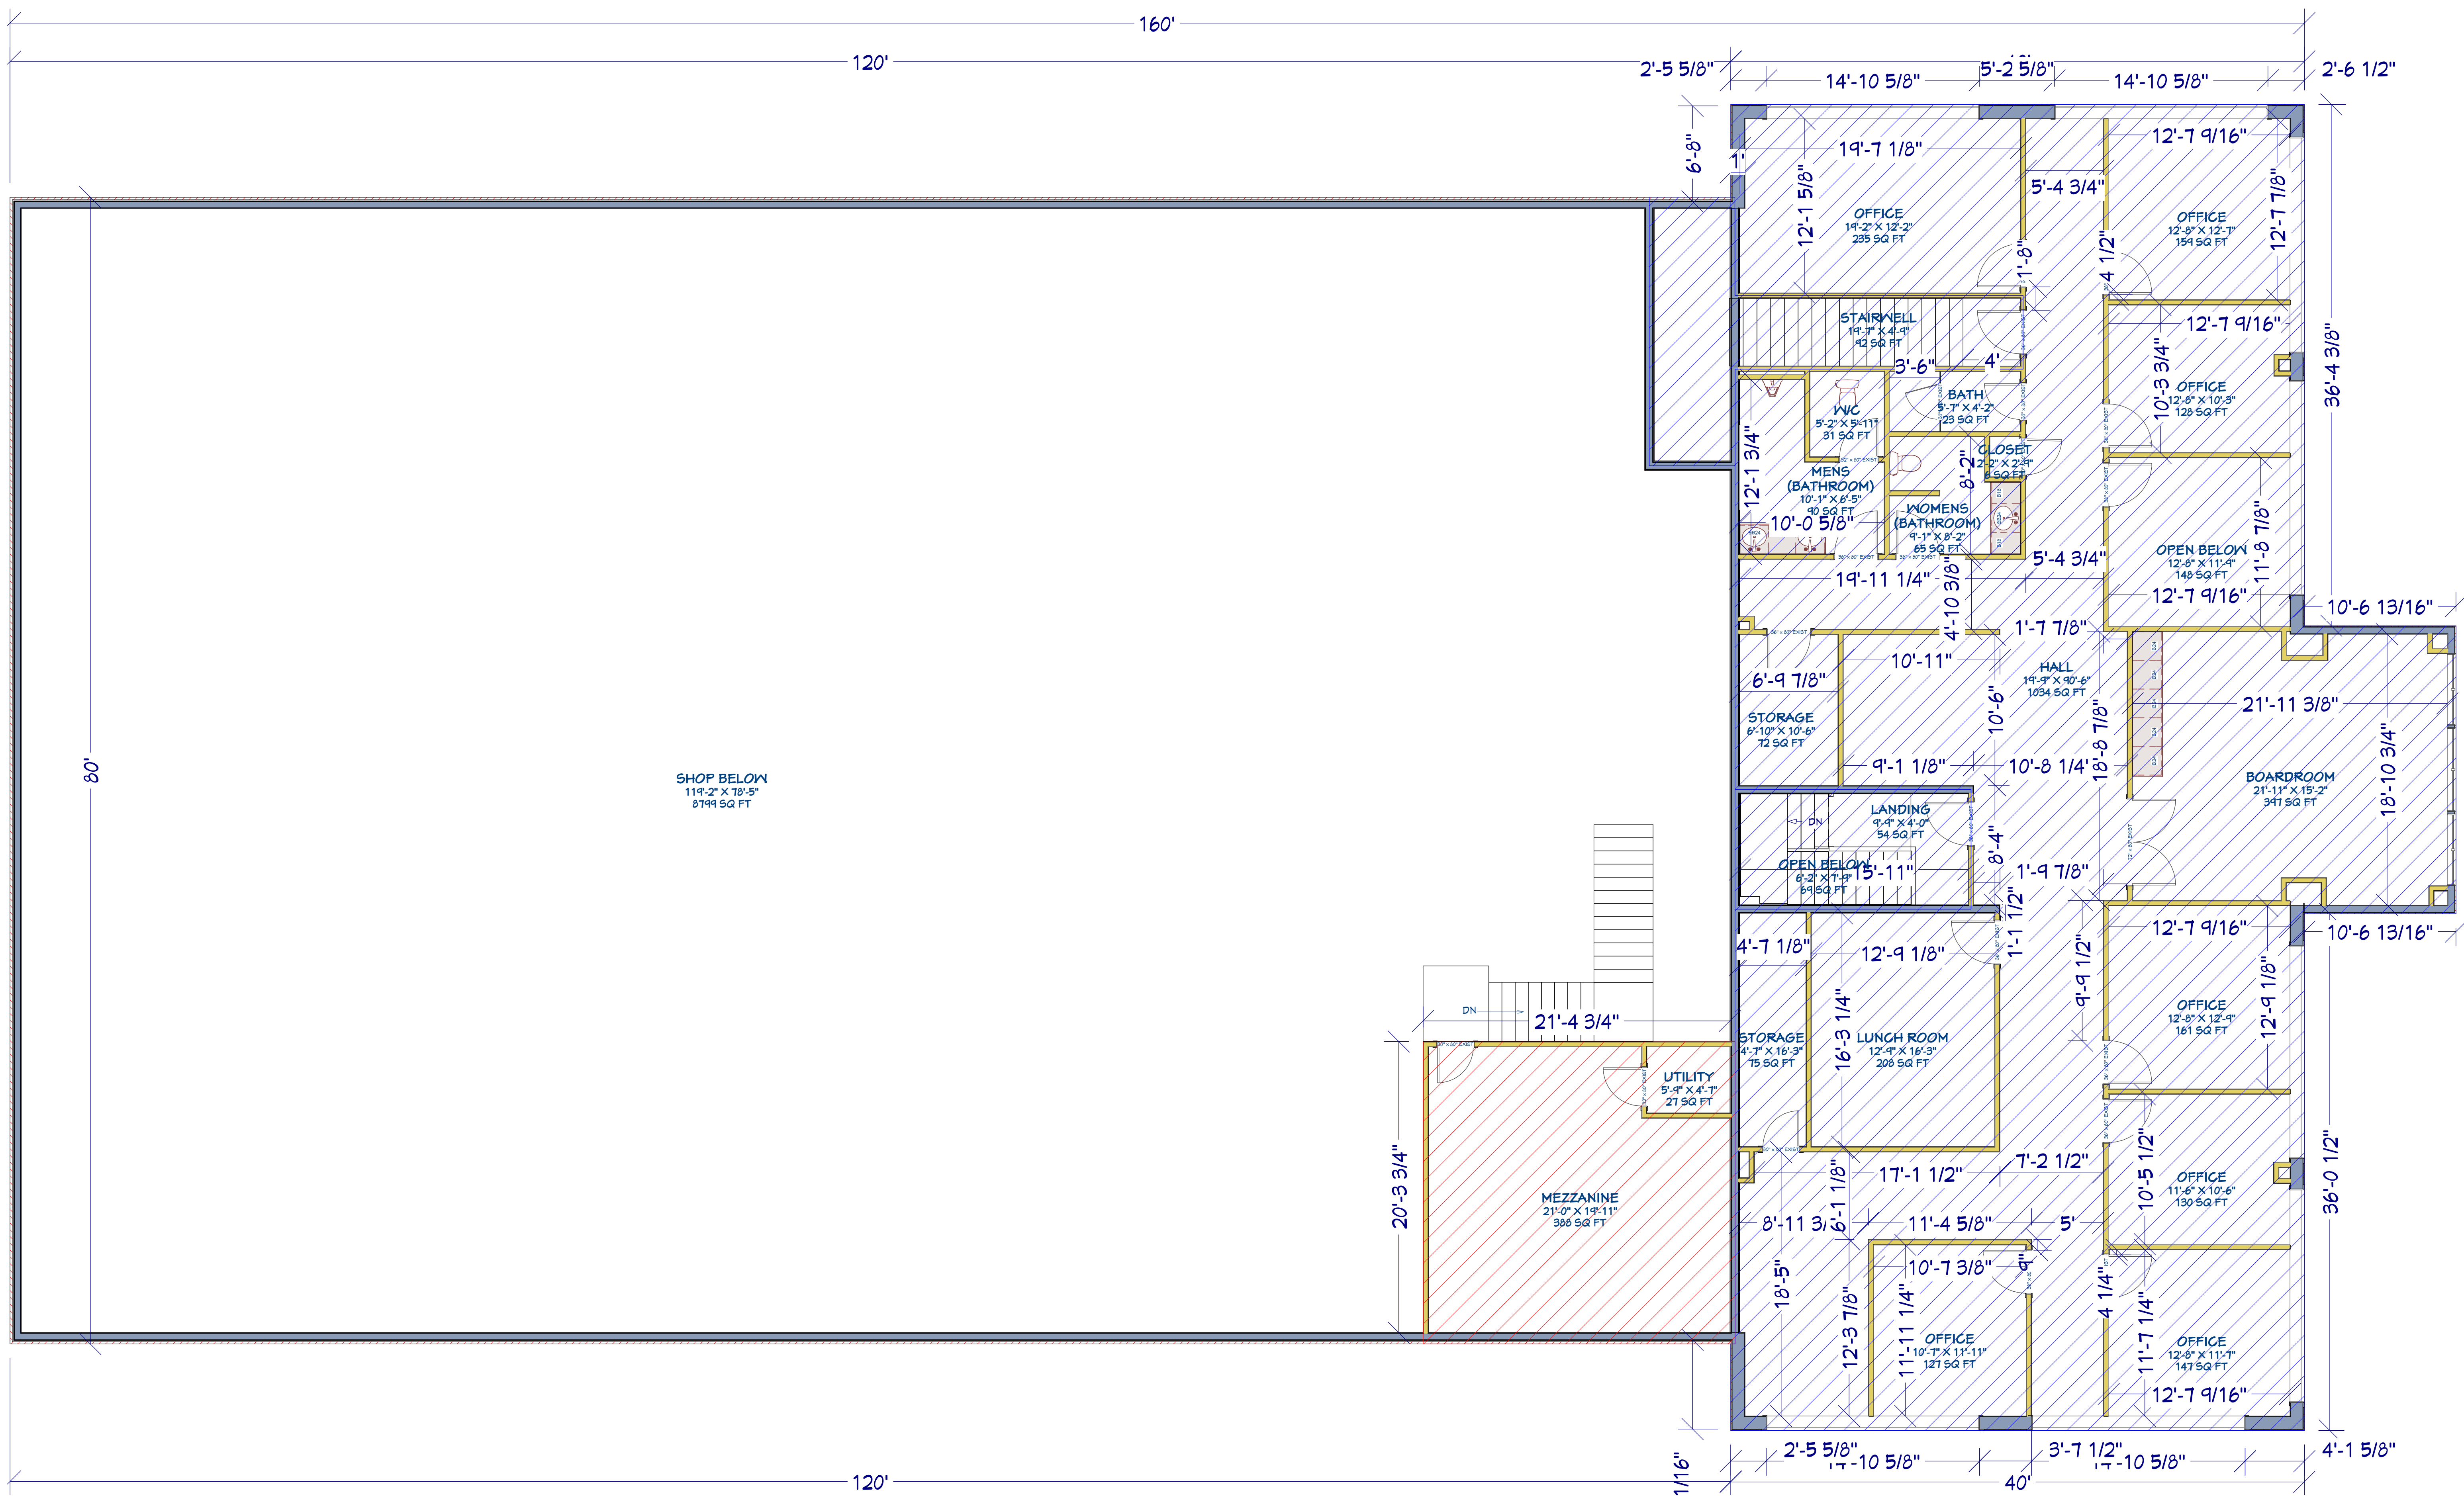 160'
120'
2'-5 5/8"
14'-10 5/8"
5'-2 5/8"
14'-10 5/8"
2'-6 1/2"
6'-8"
1'
19'-7 1/8"
12'-1 5/8"
5'-4 3/4"
12'-7 9/16"
12'-7 7/8"
OFFICE
19'-2" X 12'-2"
235 SQ FT
OFFICE
12'-8" X 12'-7"
159 SQ FT
1'-8"
4 1/2"
STAIRWELL
19'-7" X 4'-9"
92 SQ FT
12'-7 9/16"
10'-3 3/4"
36'-4 3/8"
3'-6"
4'
OFFICE
12'-8" X 10'-3"
128 SQ FT
BATH
5'-7" X 4'-2"
23 SQ FT
W/C
5'-2" X 5'-11"
31 SQ FT
12'-1 3/4"
CLOSET
2'-2" X 2'-9"
6 SQ FT
8'-2"
MENS
(BATHROOM)
10'-1" X 6'-5"
90 SQ FT
10'-0 5/8"
WOMENS
(BATHROOM)
9'-1" X 8'-2"
65 SQ FT
OPEN BELOW
12'-8" X 11'-9"
148 SQ FT
11'-8 7/8"
5'-4 3/4"
19'-11 1/4"
4'-10 3/8"
12'-7 9/16"
10'-6 13/16"
1'-7 7/8"
10'-11"
6'-9 7/8"
HALL
19'-9" X 90'-6"
1034 SQ FT
10'-6"
18'-8 7/8"
21'-11 3/8"
STORAGE
6'-10" X 10'-6"
72 SQ FT
9'-1 1/8"
10'-8 1/4"
BOARDROOM
21'-11" X 15'-2"
397 SQ FT
18'-10 3/4"
80'
SHOP BELOW
119'-2" X 78'-5"
8799 SQ FT
LANDING
9'-9" X 4'-0"
54 SQ FT
DN
8'-4"
OPEN BELOW
6'-2" X 7'-9"
69 SQ FT
15'-11"
1'-9 7/8"
1'-1 1/2"
4'-7 1/8"
12'-9 1/8"
9'-9 1/2"
12'-7 9/16"
10'-6 13/16"
12'-9 1/8"
DN
21'-4 3/4"
16'-3 1/4"
STORAGE
4'-7" X 16'-3"
75 SQ FT
LUNCH ROOM
12'-9" X 16'-3"
208 SQ FT
OFFICE
12'-8" X 12'-9"
161 SQ FT
UTILITY
5'-9" X 4'-7"
27 SQ FT
20'-3 3/4"
MEZZANINE
21'-0" X 19'-11"
388 SQ FT
17'-1 1/2"
7'-2 1/2"
6'-1 1/8"
10'-5 1/2"
OFFICE
11'-6" X 10'-6"
130 SQ FT
36'-0 1/2"
11'-4 5/8"
5'
9"
10'-7 3/8"
18'-5"
12'-3 7/8"
11'-11 1/4"
4 1/4"
11'-7 1/4"
OFFICE
10'-7" X 11'-11"
127 SQ FT
OFFICE
12'-8" X 11'-7"
147 SQ FT
12'-7 9/16"
2'-5 5/8"
3'-7 1/2"
4'-1 5/8"
120'
40'